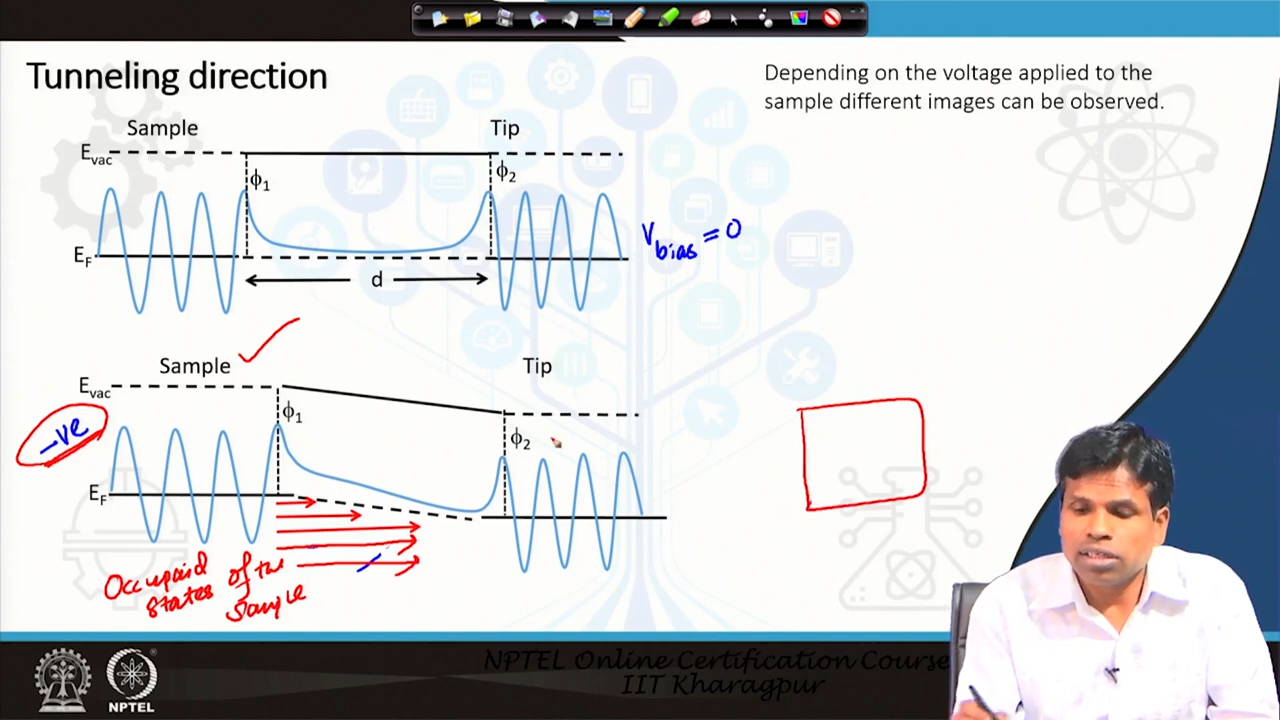 Tunneling direction
Depending on the voltage applied to the
sample different images can be observed.
Sample
Tip
Evac
ϕ1
ϕ2
Vbias = 0
EF
d
Sample
Tip
Evac
ϕ1
-ve
ϕ2
EF
Occupaid
states of the
sample
NPTEL Online Certification Course
IIT Kharagpur
NPTEL